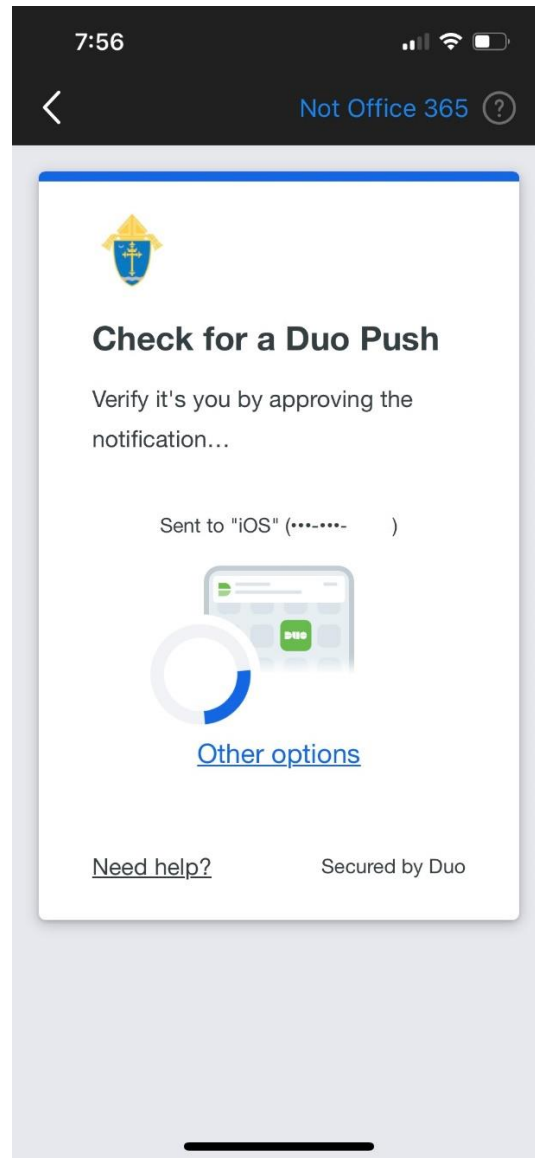 7:56
Not Office 365 ?
Check for a Duo Push
Verify it's you by approving the
notification...
Sent to "iOS" (•••-•••- )
DUO
Other options
Need help? Secured by Duo